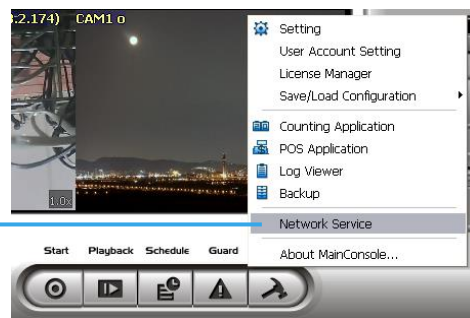 3.2.174) CAM1 o
1.0x
Setting
User Account Setting
License Manager
Save/Load Configuration
Counting Application
POS Application
Log Viewer
Backup
Network Service
About MainConsole...
Start Playback Schedule Guard